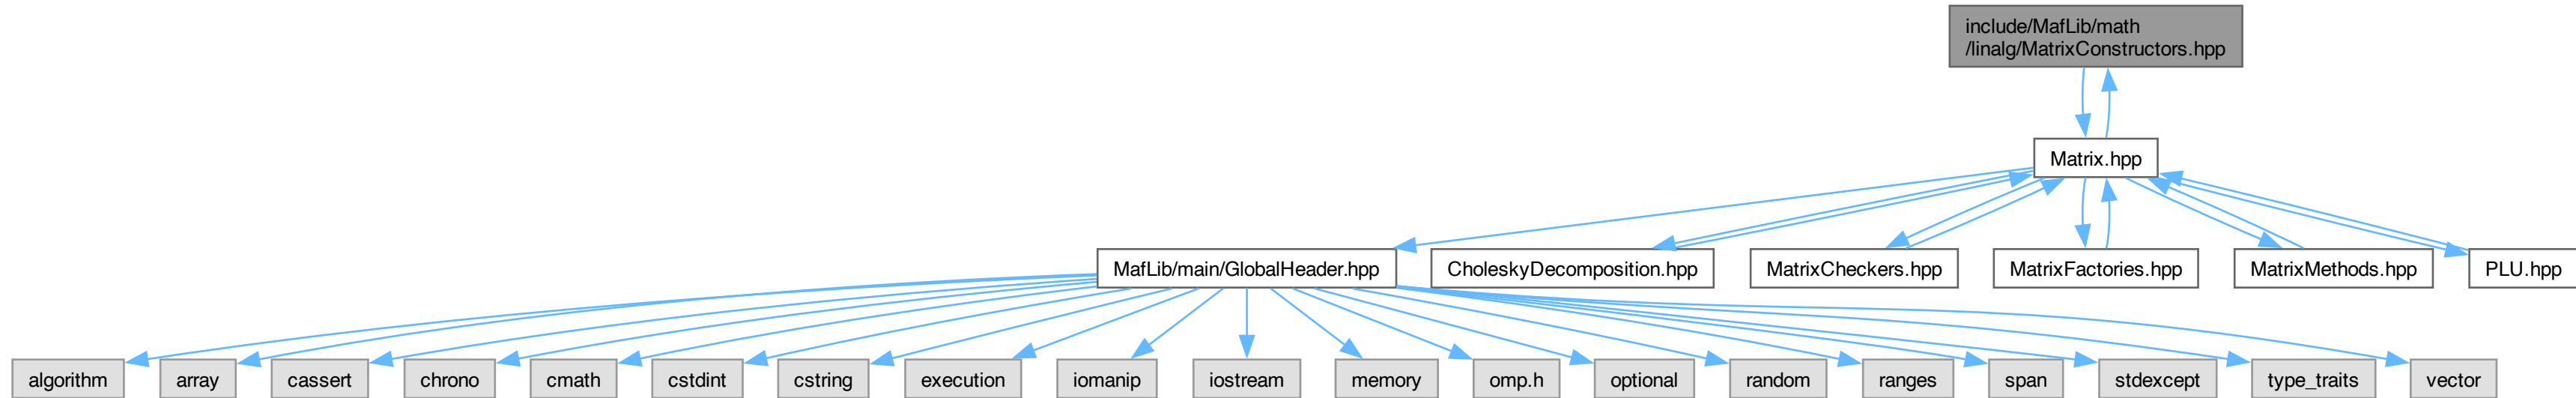 include/MafLib/math
/linalg/MatrixConstructors.hpp
Matrix.hpp
MafLib/main/GlobalHeader.hpp
CholeskyDecomposition.hpp
MatrixCheckers.hpp
MatrixFactories.hpp
MatrixMethods.hpp
PLU.hpp
algorithm
array
cassert
chrono
cmath
cstdint
cstring
execution
iomanip
iostream
memory
omp.h
optional
random
ranges
span
stdexcept
type_traits
vector